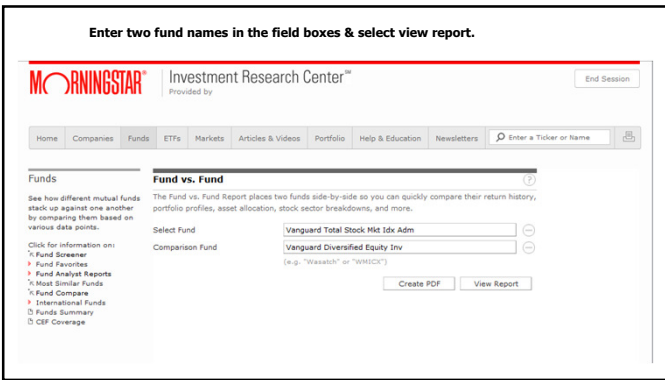 Enter two fund names in the field boxes & select view report.
MORNINGSTAR® Investment Research Center℠
Provided by
End Session
Home Companies Funds ETFs Markets Articles & Videos Portfolio Help & Education Newsletters Enter a Ticker or Name
Funds
See how different mutual funds
stack up against one another
by comparing them based on
various data points.
Click for information on:
Fund Screener
Fund Favorites
Fund Analyst Reports
Most Similar Funds
Fund Compare
International Funds
Funds Summary
CEF Coverage
Fund vs. Fund ?
The Fund vs. Fund Report places two funds side-by-side so you can quickly compare their return history,
portfolio profiles, asset allocation, stock sector breakdowns, and more.
Select Fund Vanguard Total Stock Mkt Idx Adm ...
Comparison Fund Vanguard Diversified Equity Inv ...
(e.g. "Wasatch" or "WMICX")
Create PDF View Report